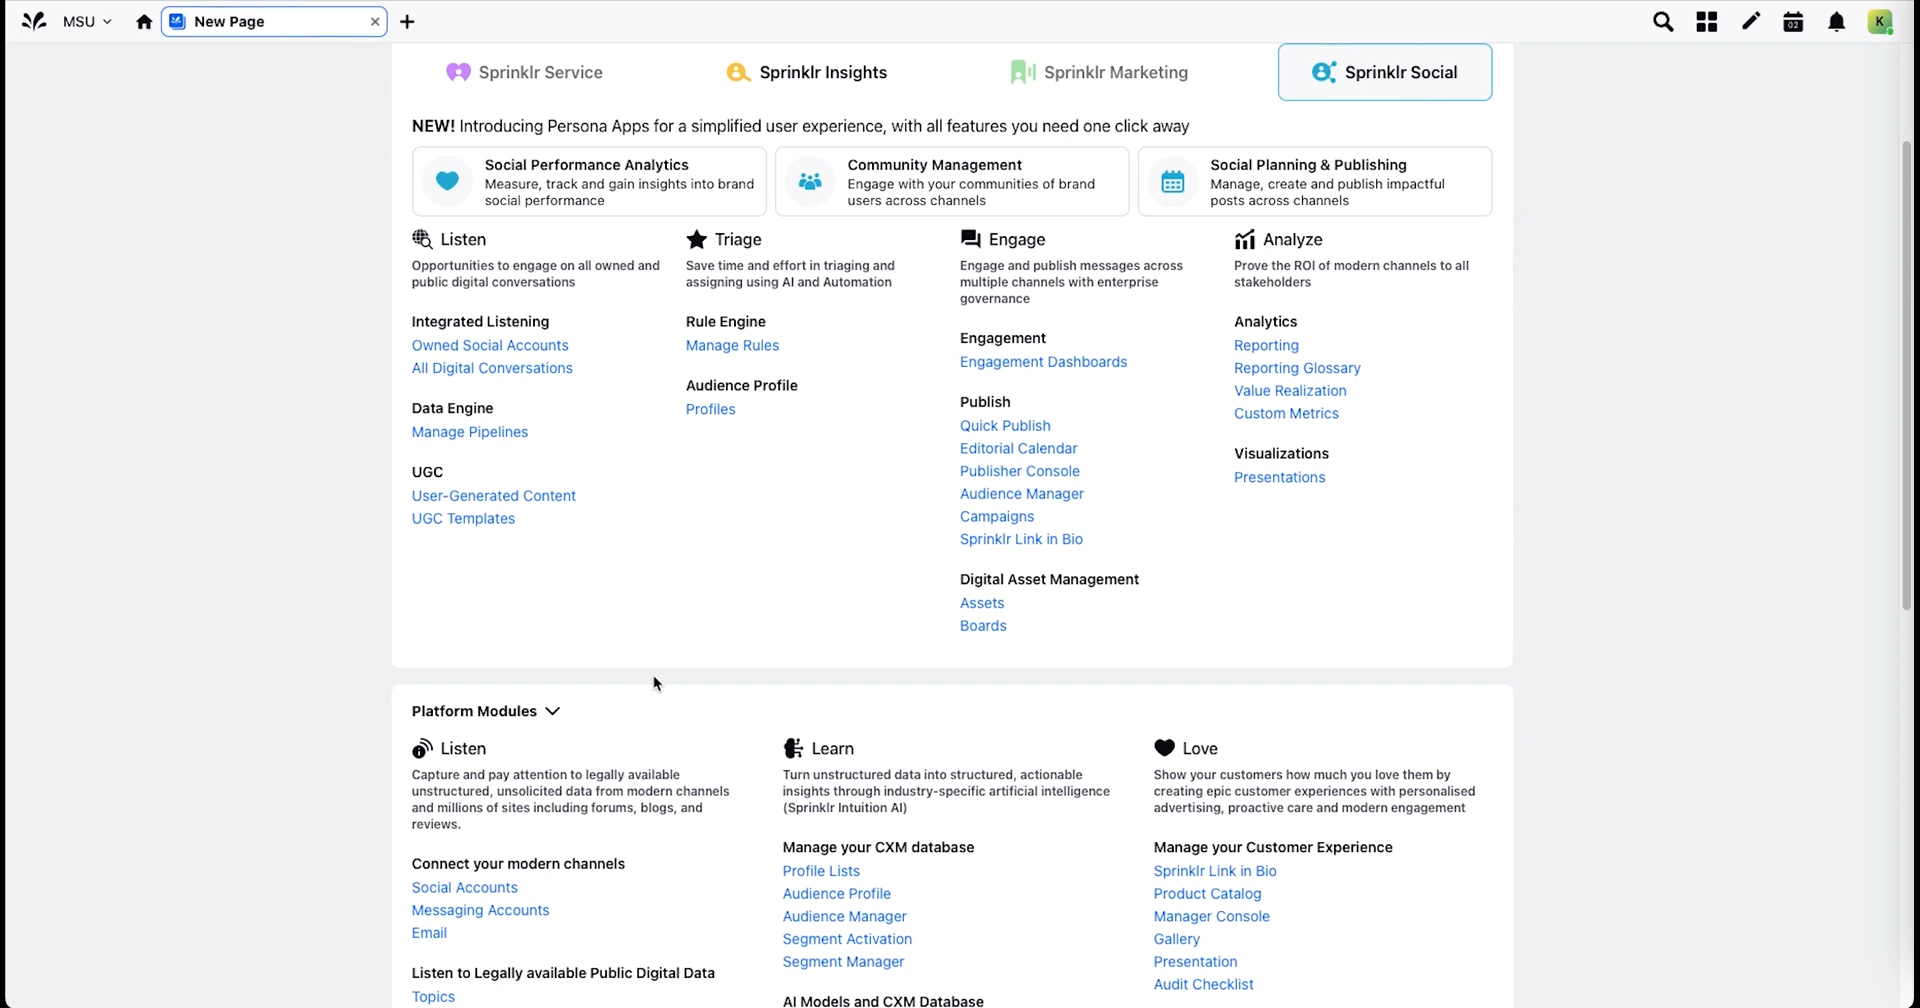 MSU
New Page
02
K
Sprinklr Service
Sprinklr Insights
Sprinklr Marketing
Sprinklr Social
NEW! Introducing Persona Apps for a simplified user experience, with all features you need one click away
Social Performance Analytics
Measure, track and gain insights into brand
social performance
Community Management
Engage with your communities of brand
users across channels
Social Planning & Publishing
Manage, create and publish impactful
posts across channels
Listen
Opportunities to engage on all owned and
public digital conversations
Integrated Listening
Owned Social Accounts
All Digital Conversations
Data Engine
Manage Pipelines
UGC
User-Generated Content
UGC Templates
Triage
Save time and effort in triaging and
assigning using AI and Automation
Rule Engine
Manage Rules
Audience Profile
Profiles
Engage
Engage and publish messages across
multiple channels with enterprise
governance
Engagement
Engagement Dashboards
Publish
Quick Publish
Editorial Calendar
Publisher Console
Audience Manager
Campaigns
Sprinklr Link in Bio
Digital Asset Management
Assets
Boards
Analyze
Prove the ROI of modern channels to all
stakeholders
Analytics
Reporting
Reporting Glossary
Value Realization
Custom Metrics
Visualizations
Presentations
Platform Modules
Listen
Capture and pay attention to legally available
unstructured, unsolicited data from modern channels
and millions of sites including forums, blogs, and
reviews.
Connect your modern channels
Social Accounts
Messaging Accounts
Email
Listen to Legally available Public Digital Data
Topics
Learn
Turn unstructured data into structured, actionable
insights through industry-specific artificial intelligence
(Sprinklr Intuition AI)
Manage your CXM database
Profile Lists
Audience Profile
Audience Manager
Segment Activation
Segment Manager
AI Models and CXM Database
Love
Show your customers how much you love them by
creating epic customer experiences with personalised
advertising, proactive care and modern engagement
Manage your Customer Experience
Sprinklr Link in Bio
Product Catalog
Manager Console
Gallery
Presentation
Audit Checklist